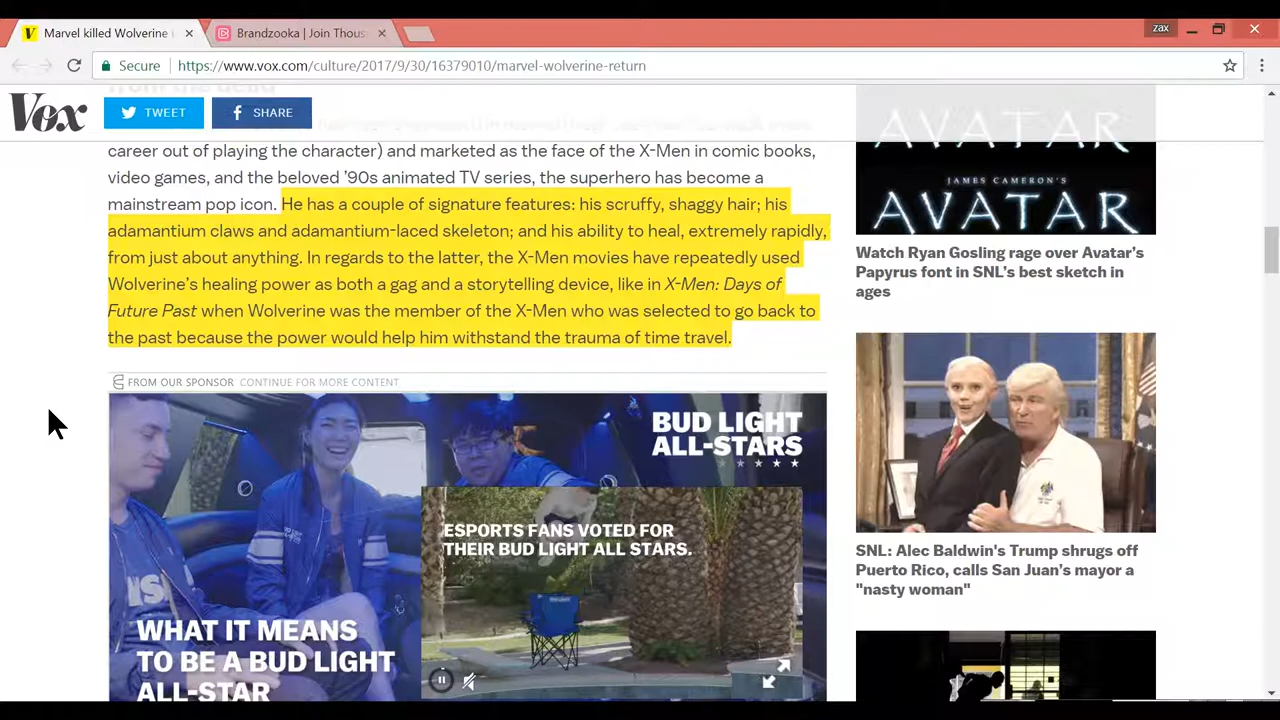 Marvel killed Wolverine i
Brandzooka | Join Thous
zax
Secure
https://www.vox.com/culture/2017/9/30/16379010/marvel-wolverine-return
Vox
TWEET
SHARE
career out of playing the character) and marketed as the face of the X-Men in comic books,
video games, and the beloved ’90s animated TV series, the superhero has become a
mainstream pop icon. He has a couple of signature features: his scruffy, shaggy hair; his
adamantium claws and adamantium-laced skeleton; and his ability to heal, extremely rapidly,
from just about anything. In regards to the latter, the X-Men movies have repeatedly used
Wolverine’s healing power as both a gag and a storytelling device, like in X-Men: Days of
Future Past when Wolverine was the member of the X-Men who was selected to go back to
the past because the power would help him withstand the trauma of time travel.
FROM OUR SPONSOR CONTINUE FOR MORE CONTENT
BUD LIGHT
ALL-STARS
ESPORTS FANS VOTED FOR
THEIR BUD LIGHT ALL STARS.
WHAT IT MEANS
TO BE A BUD LIGHT
ALL-STAR
AVATAR
JAMES CAMERON'S
AVATAR
Watch Ryan Gosling rage over Avatar’s
Papyrus font in SNL’s best sketch in
ages
SNL: Alec Baldwin's Trump shrugs off
Puerto Rico, calls San Juan’s mayor a
"nasty woman"